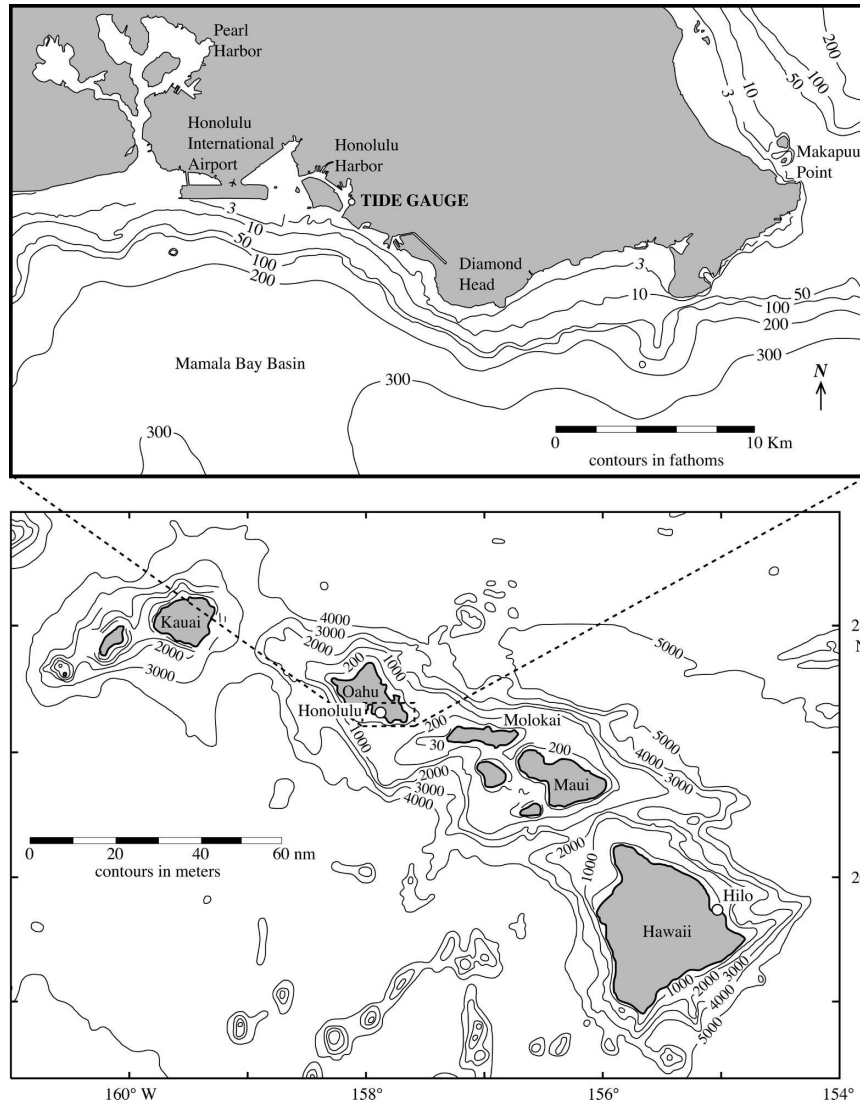 Pearl
Harbor
Honolulu
International
Airport
Honolulu
Harbor
TIDE GAUGE
Diamond
Head
Makapuu
Point
200
100
50
10
3
3
10
50
100
200
3
10
50
100
200
300
Mamala Bay Basin
300
300
N
0 10 Km
contours in fathoms
Kauai
2000
3000
4000
3000
2000
200
1000
5000
Oahu
Honolulu
1000
200
30
Molokai
200
5000
4000
3000
2000
3000
4000
Maui
0 20 40 60 nm
contours in meters
2000
1000
Hilo
Hawaii
1000
2000
3000
4000
5000
2
N
2
160° W 158° 156° 154°